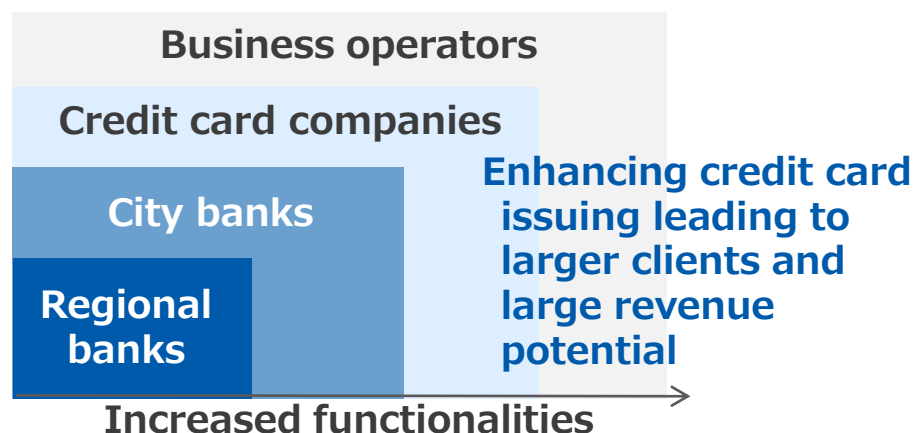 Business operators
Credit card companies
City banks
Regional
banks
Enhancing credit card
issuing leading to
larger clients and
large revenue
potential
Increased functionalities